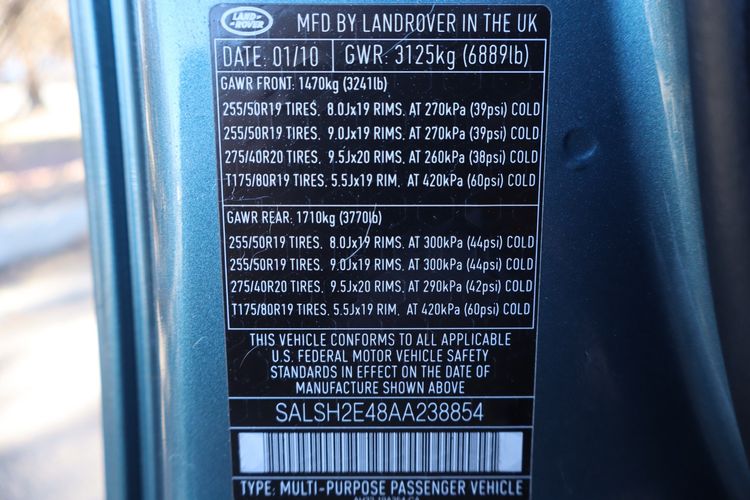 LAND ROVER
MFD BY LANDROVER IN THE UK
DATE: 01/10 GWR: 3125kg (6889lb)
GAWR FRONT: 1470kg (3241lb)
255/50R19 TIRES, 8.0Jx19 RIMS, AT 270kPa (39psi) COLD
255/50R19 TIRES, 9.0Jx19 RIMS, AT 270kPa (39psi) COLD
275/40R20 TIRES, 9.5Jx20 RIMS, AT 260kPa (38psi) COLD
T175/80R19 TIRES, 5.5Jx19 RIM, AT 420kPa (60psi) COLD
GAWR REAR: 1710kg (3770lb)
255/50R19 TIRES, 8.0Jx19 RIMS, AT 300kPa (44psi) COLD
255/50R19 TIRES, 9.0Jx19 RIMS, AT 300kPa (44psi) COLD
275/40R20 TIRES, 9.5Jx20 RIMS, AT 290kPa (42psi) COLD
T175/80R19 TIRES, 5.5Jx19 RIM, AT 420kPa (60psi) COLD
THIS VEHICLE CONFORMS TO ALL APPLICABLE
U.S. FEDERAL MOTOR VEHICLE SAFETY
STANDARDS IN EFFECT ON THE DATE OF
MANUFACTURE SHOWN ABOVE
SALSH2E48AA238854
TYPE: MULTI-PURPOSE PASSENGER VEHICLE